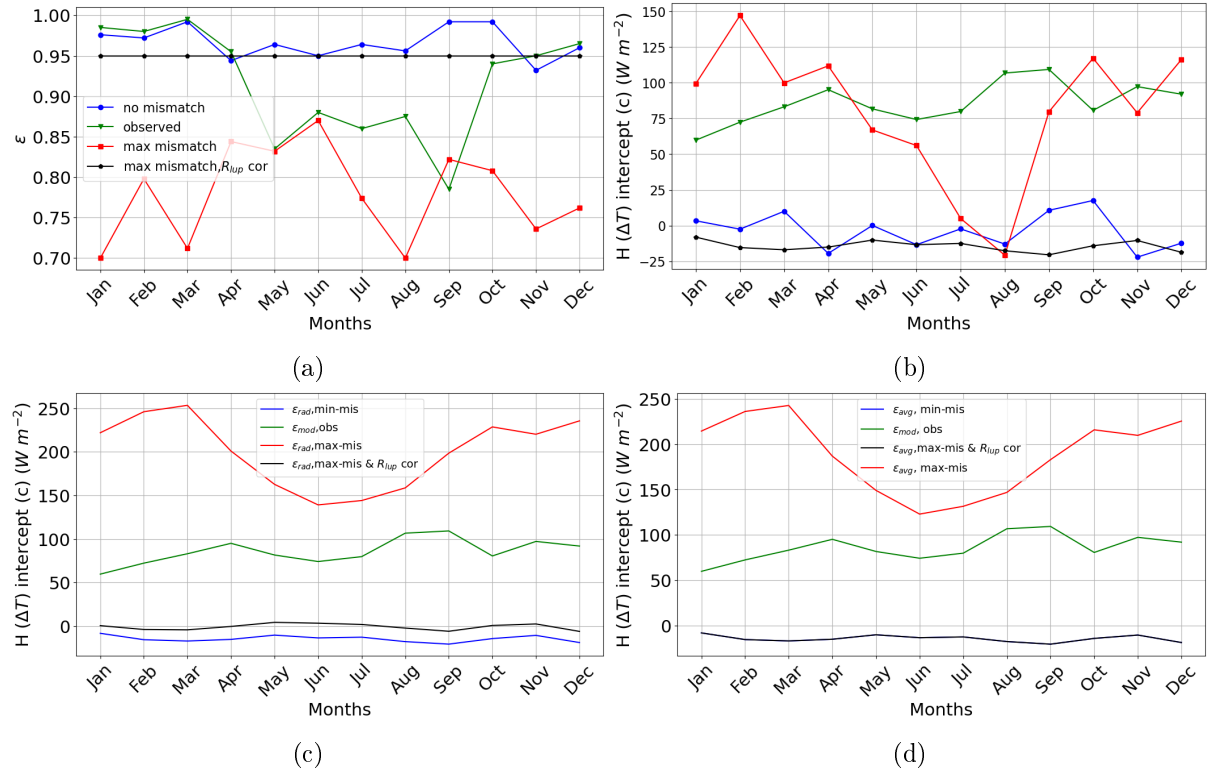 1.00
0.95
0.90
0.85
0.80
0.75
0.70
ε
no mismatch
observed
max mismatch
max mismatch,R_lup cor
Jan Feb Mar Apr May Jun Jul Aug Sep Oct Nov Dec
Months
(a)
150
125
100
75
50
25
0
−25
H (ΔT) intercept (c) (W m⁻²)
Jan Feb Mar Apr May Jun Jul Aug Sep Oct Nov Dec
Months
(b)
250
200
150
100
50
0
H (ΔT) intercept (c) (W m⁻²)
ε_rad,min-mis
ε_mod,obs
ε_rad,max-mis
ε_rad,max-mis & R_lup cor
Jan Feb Mar Apr May Jun Jul Aug Sep Oct Nov Dec
Months
(c)
250
200
150
100
50
0
H (ΔT) intercept (c) (W m⁻²)
ε_avg, min-mis
ε_mod, obs
ε_avg,max-mis & R_lup cor
ε_avg, max-mis
Jan Feb Mar Apr May Jun Jul Aug Sep Oct Nov Dec
Months
(d)